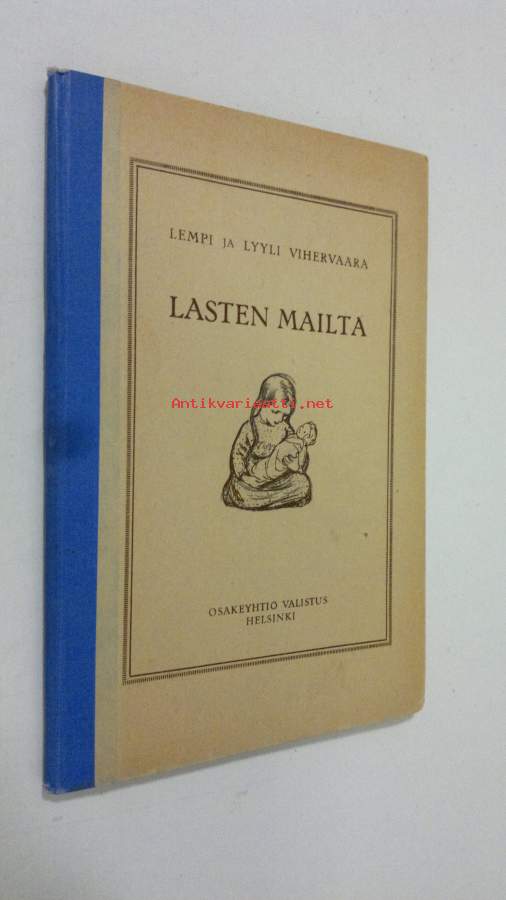 LEMPI JA LYYLI VIHERVAARA
LASTEN MAILTA
Antikvariaatti.net
OSAKEYHTIÖ VALISTUS
HELSINKI